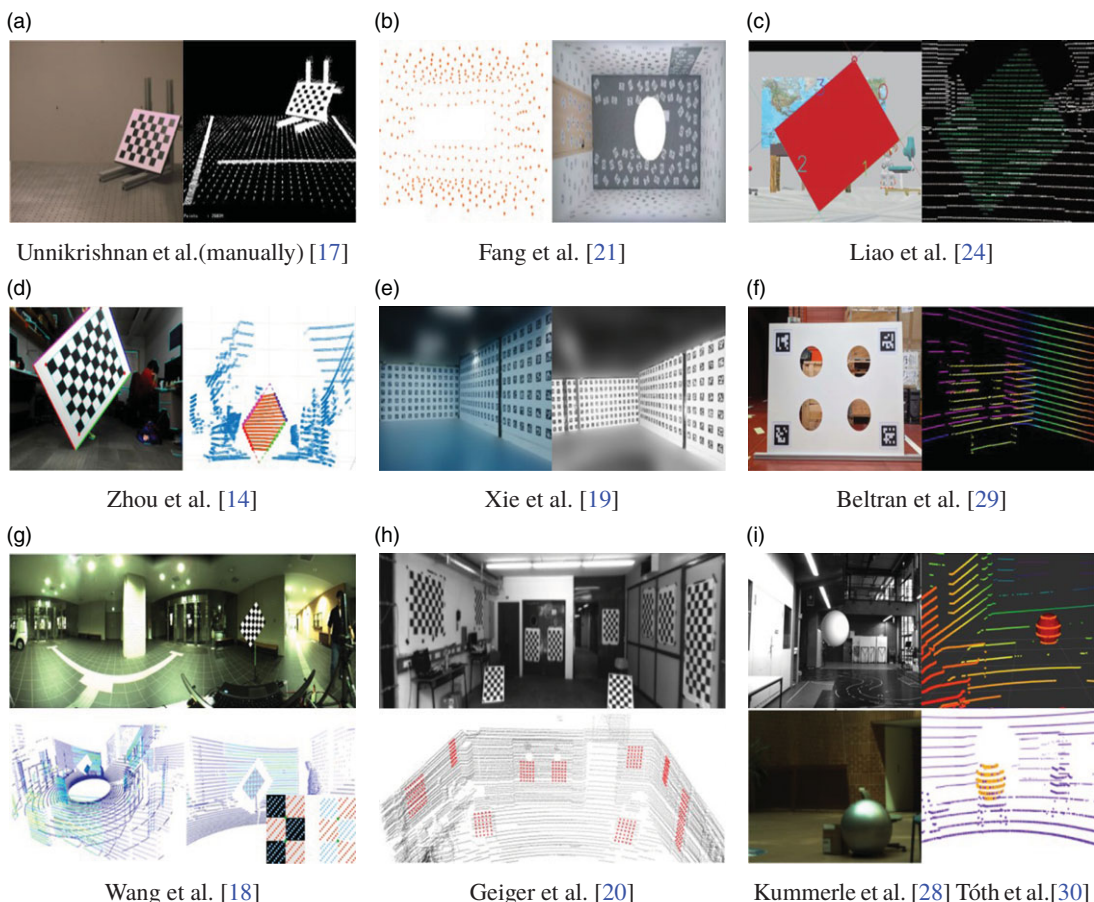 (a)
(b)
(c)
2
1
Unnikrishnan et al.(manually) [17]
Fang et al. [21]
Liao et al. [24]
(d)
(e)
(f)
Zhou et al. [14]
Xie et al. [19]
Beltran et al. [29]
(g)
(h)
(i)
Wang et al. [18]
Geiger et al. [20]
Kummerle et al. [28] Tóth et al.[30]